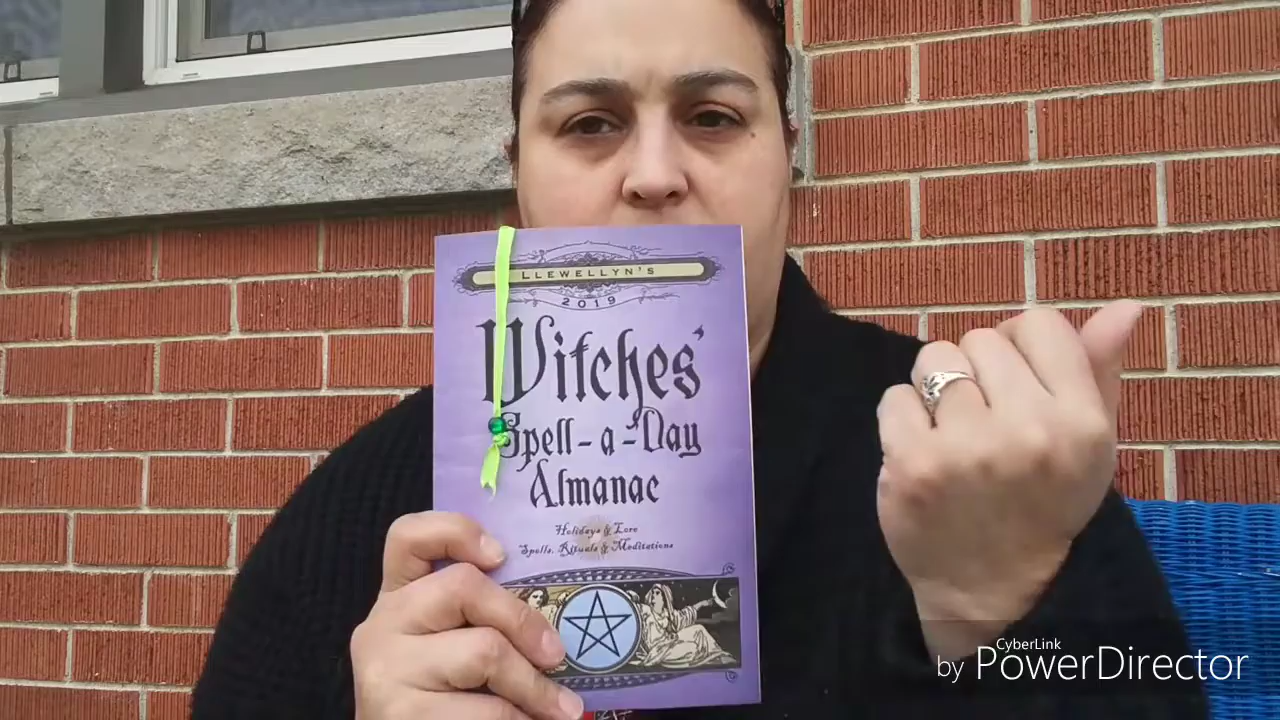 LLEWELLYN'S
2019
Witches'
Spell-a-Day
Almanac
Holidays & Lore
Spells, Rituals & Meditations
CyberLink
by PowerDirector